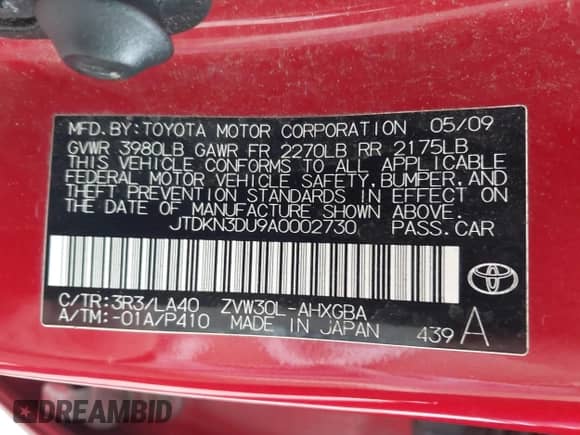 MFD. BY: TOYOTA MOTOR CORPORATION 05/09
GVWR 3980LB GAWR FR 2270LB RR 2175LB
THIS VEHICLE CONFORMS TO ALL APPLICABLE
FEDERAL MOTOR VEHICLE SAFETY, BUMPER, AND
THEFT PREVENTION STANDARDS IN EFFECT ON
THE DATE OF MANUFACTURE SHOWN ABOVE.
JTDKN3DU9A0002730 PASS. CAR
C/TR: 3R3/LA40 ZVW30L-AHXGBA
A/TM: -01A/P410 MADE IN JAPAN 439 A
DREAMBID